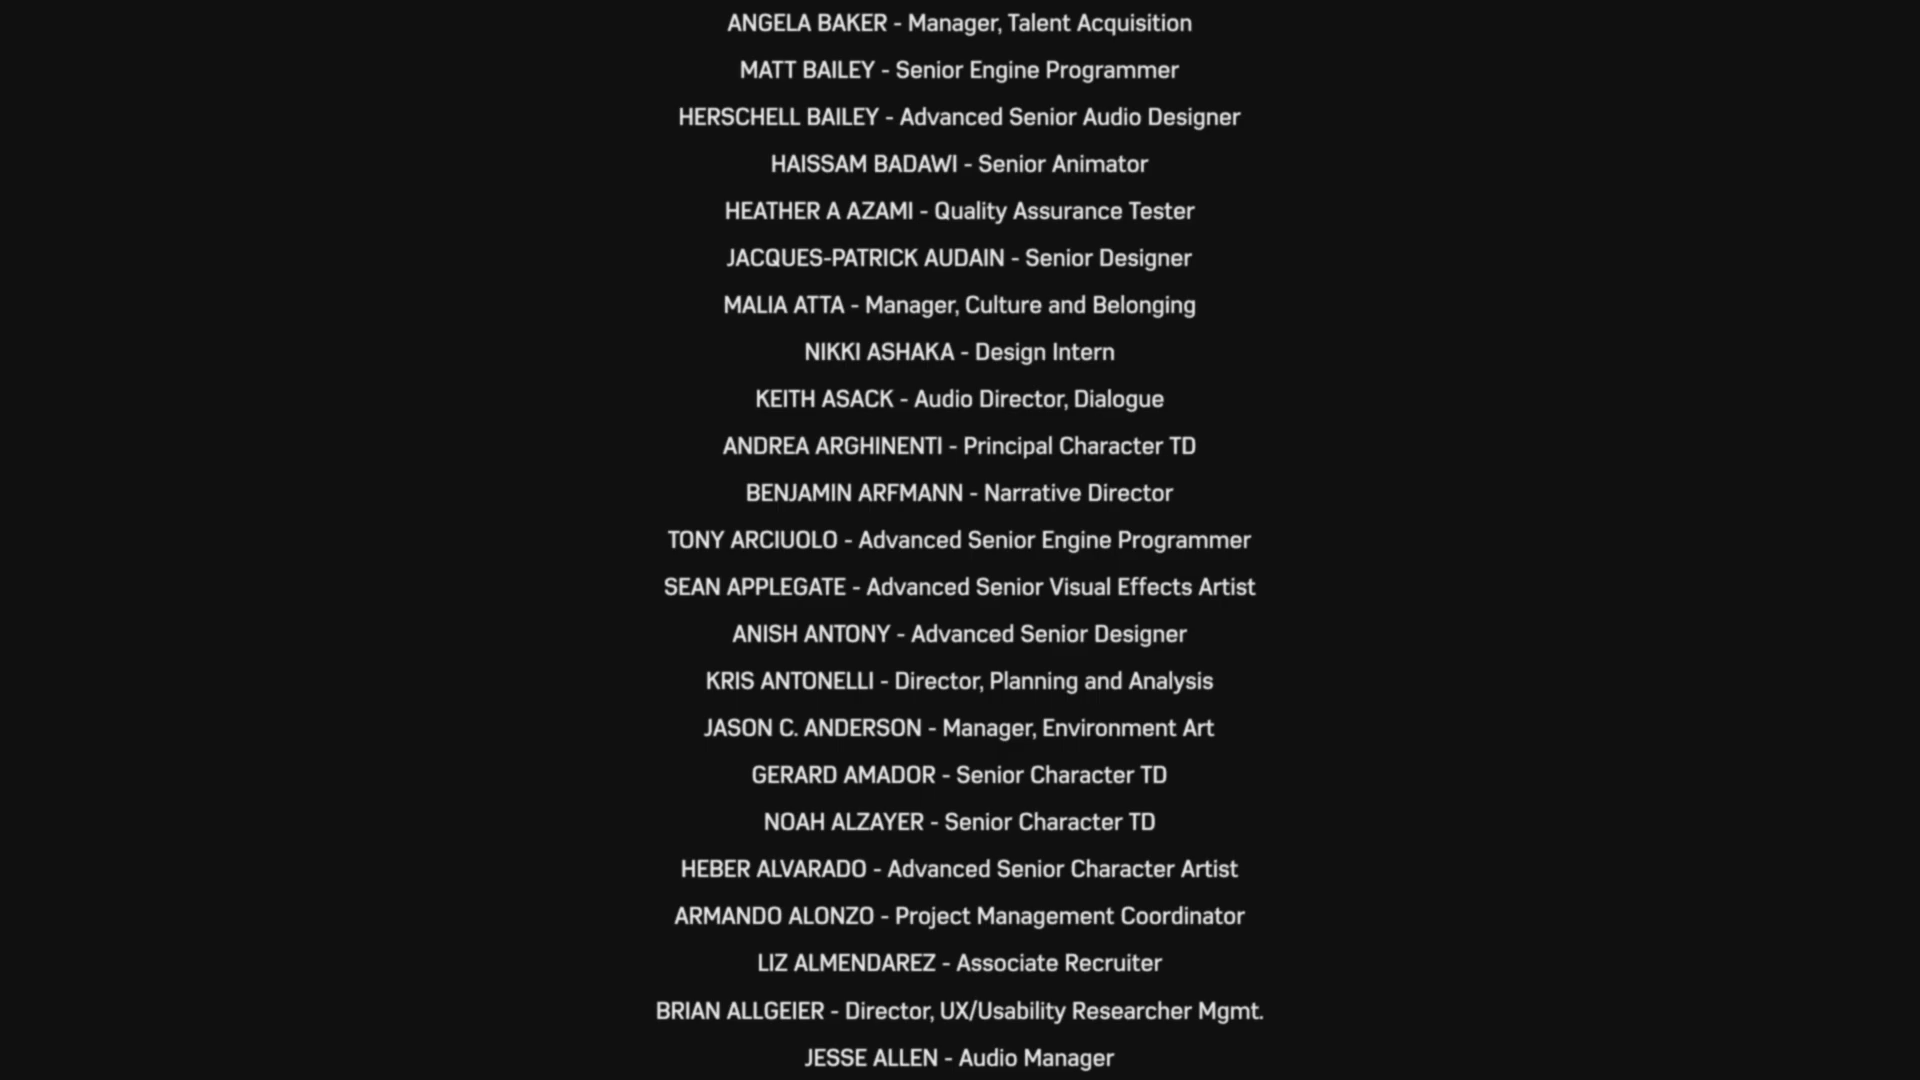 ANGELA BAKER - Manager, Talent Acquisition
MATT BAILEY - Senior Engine Programmer
HERSCHELL BAILEY - Advanced Senior Audio Designer
HAISSAM BADAWI - Senior Animator
HEATHER A AZAMI - Quality Assurance Tester
JACQUES-PATRICK AUDAIN - Senior Designer
MALIA ATTA - Manager, Culture and Belonging
NIKKI ASHAKA - Design Intern
KEITH ASACK - Audio Director, Dialogue
ANDREA ARGHINENTI - Principal Character TD
BENJAMIN ARFMANN - Narrative Director
TONY ARCIUOLO - Advanced Senior Engine Programmer
SEAN APPLEGATE - Advanced Senior Visual Effects Artist
ANISH ANTONY - Advanced Senior Designer
KRIS ANTONELLI - Director, Planning and Analysis
JASON C. ANDERSON - Manager, Environment Art
GERARD AMADOR - Senior Character TD
NOAH ALZAYER - Senior Character TD
HEBER ALVARADO - Advanced Senior Character Artist
ARMANDO ALONZO - Project Management Coordinator
LIZ ALMENDAREZ - Associate Recruiter
BRIAN ALLGEIER - Director, UX/Usability Researcher Mgmt.
JESSE ALLEN - Audio Manager